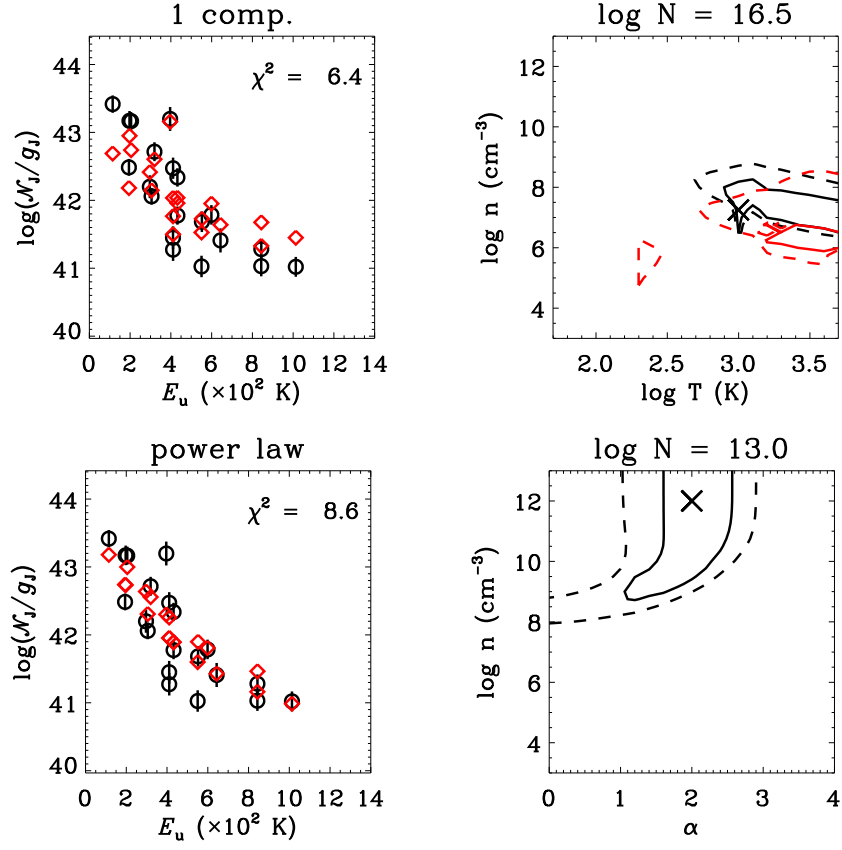 1 comp.
log N = 16.5
χ² = 6.4
44
43
42
41
40
log(𝒩J/gJ)
0 2 4 6 8 10 12 14
Eu (×10² K)
12
10
8
6
4
log n (cm⁻³)
2.0 2.5 3.0 3.5
log T (K)
power law
log N = 13.0
χ² = 8.6
44
43
42
41
40
log(𝒩J/gJ)
0 2 4 6 8 10 12 14
Eu (×10² K)
12
10
8
6
4
log n (cm⁻³)
0 1 2 3 4
α